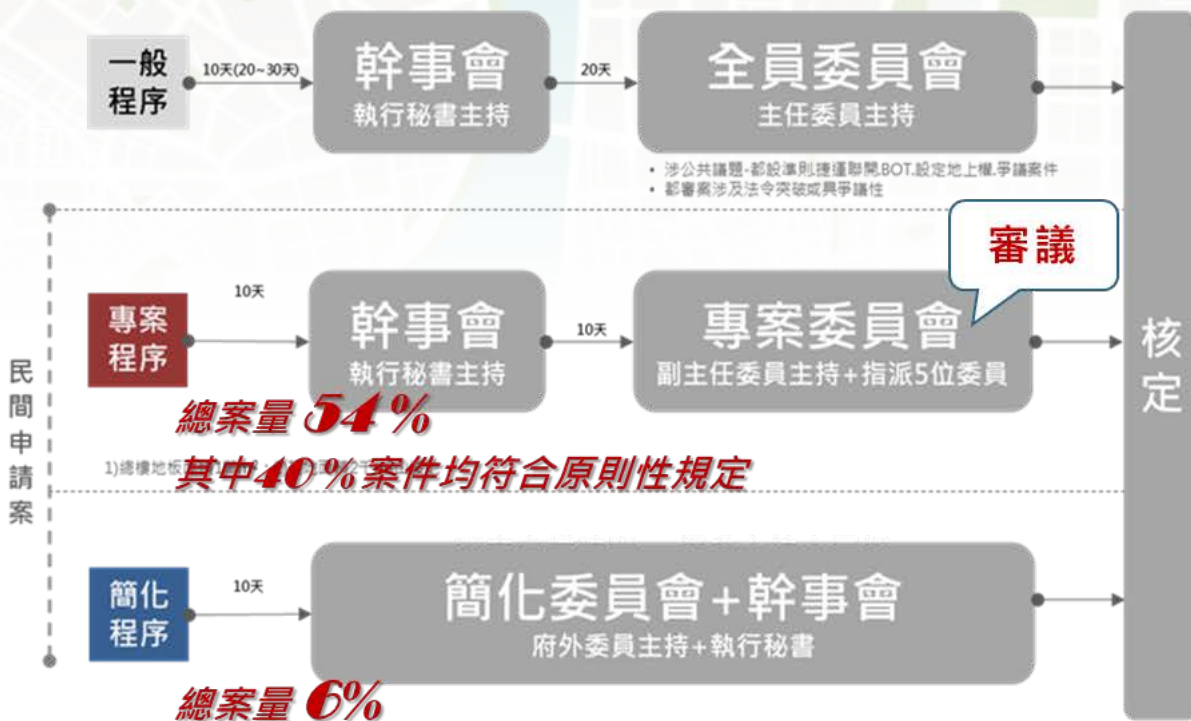 一般
程序
10天(20~30天)
幹事會
執行秘書主持
20天
全員委員會
主任委員主持
• 涉公共議題-都設準則.捷運聯開.BOT.設定地上權.爭議案件
• 都審案涉及法令突破或具爭議性
審議
民間申請案
專案
程序
10天
幹事會
執行秘書主持
10天
專案委員會
副主任委員主持+指派5位委員
核定
總案量 54 %
1)總樓地板
其中40%案件均符合原則性規定
簡化
程序
10天
簡化委員會+幹事會
府外委員主持+執行秘書
總案量 6%